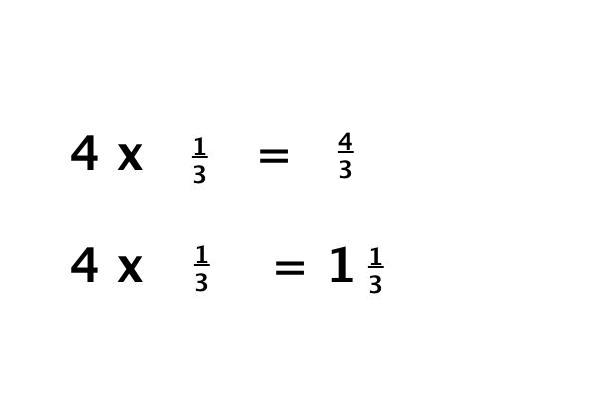 4 x 1/3 = 4/3
4 x 1/3 = 1 1/3